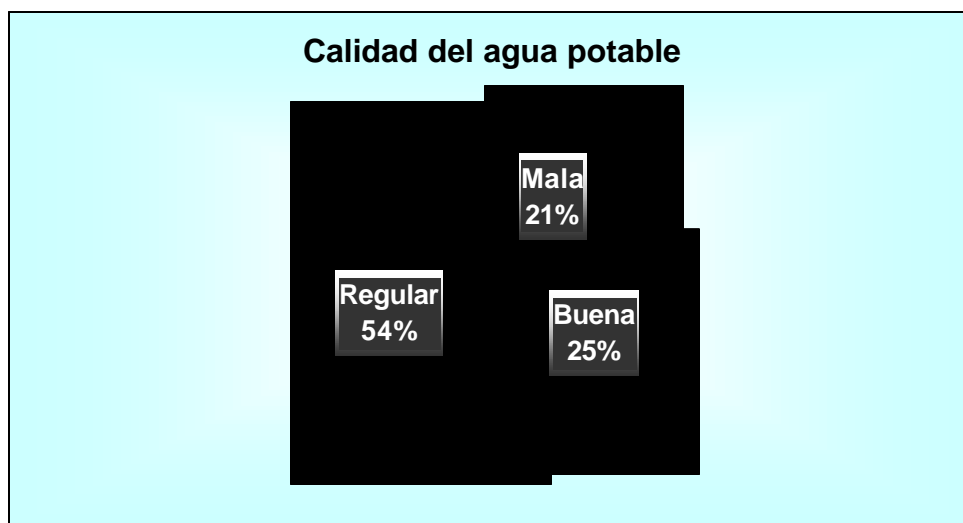 Calidad del agua potable
Mala
21%
Regular
54%
Buena
25%